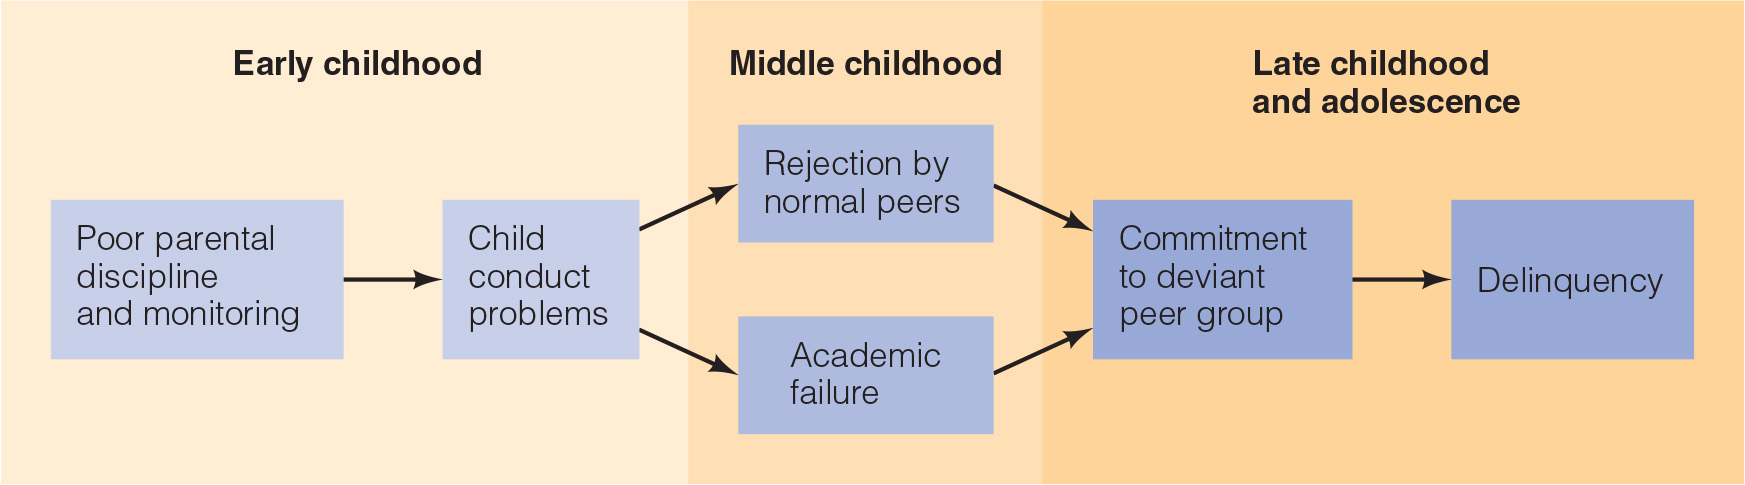 Early childhood
Middle childhood
Late childhood
and adolescence
Poor parental
discipline
and monitoring
Child
conduct
problems
Rejection by
normal peers
Academic
failure
Commitment
to deviant
peer group
Delinquency